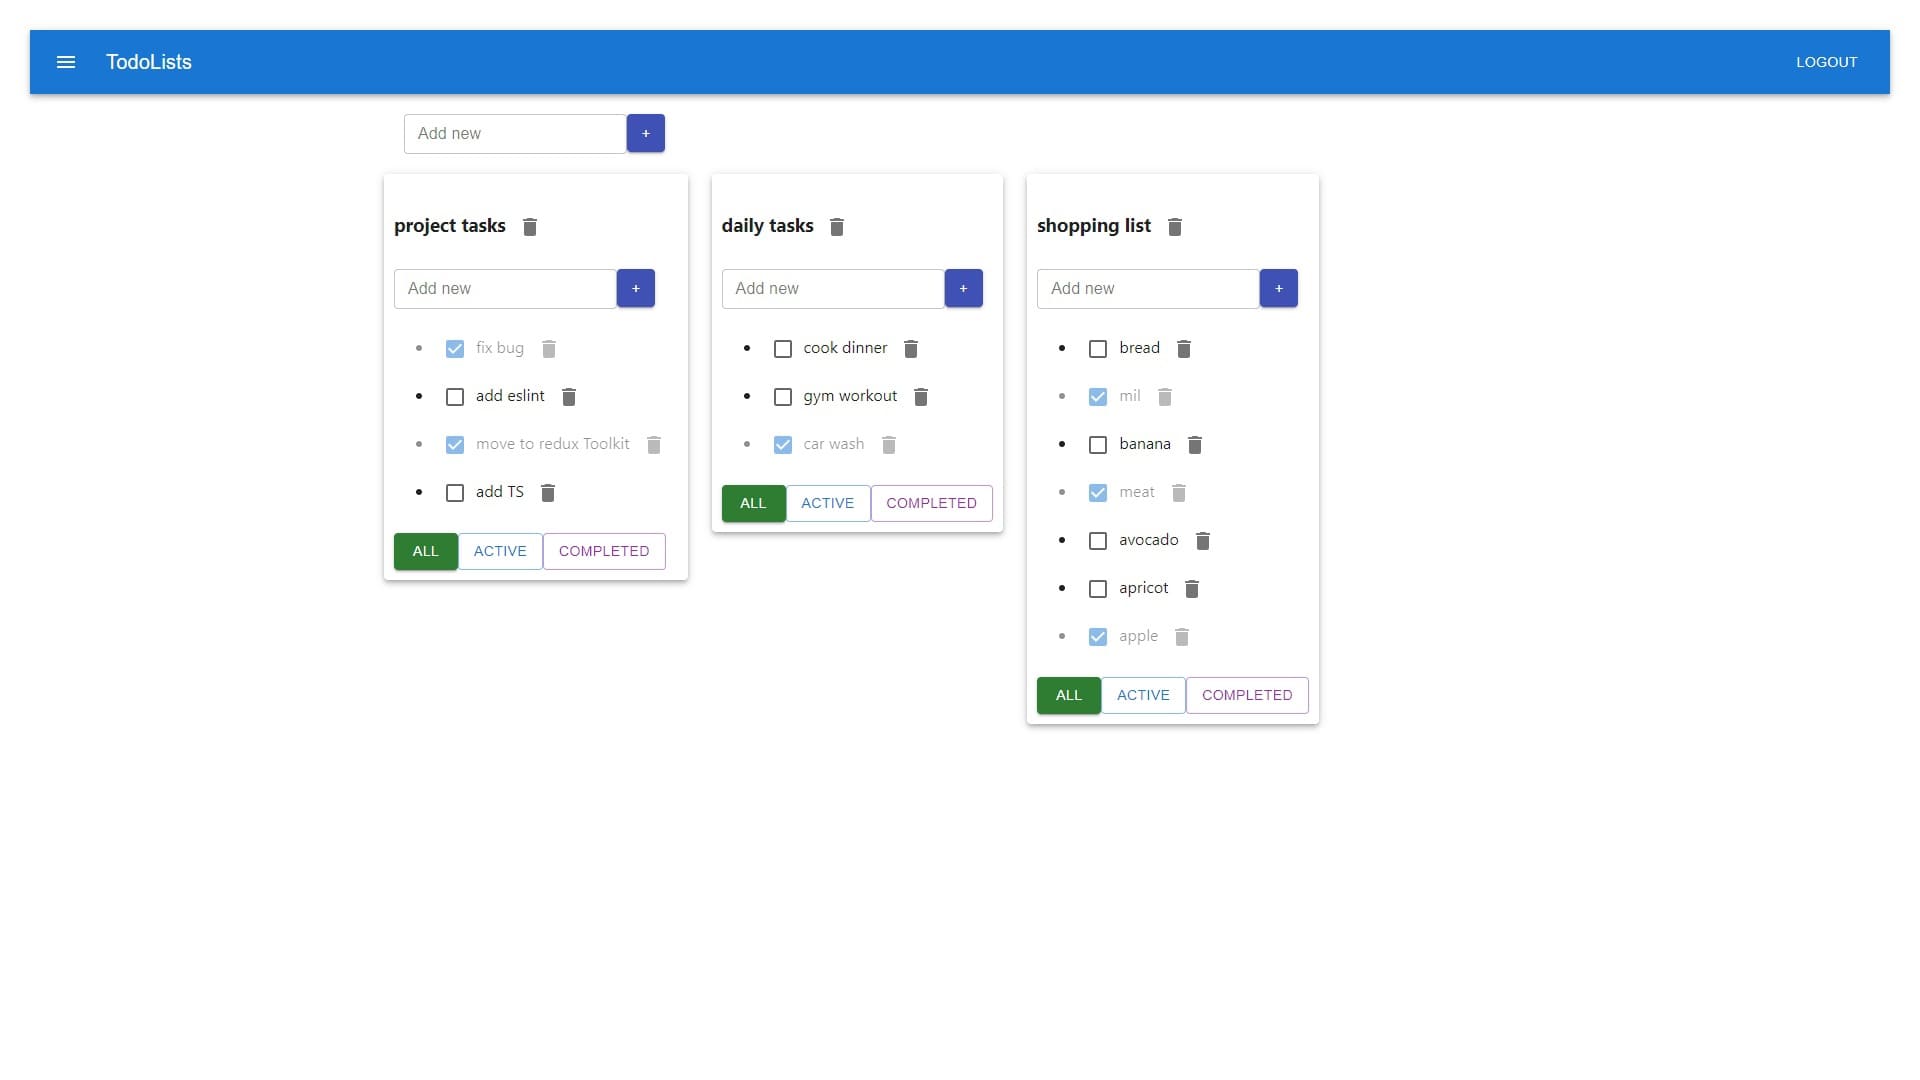 TodoLists
LOGOUT
Add new +
project tasks
Add new +
fix bug
add eslint
move to redux Toolkit
add TS
ALL ACTIVE COMPLETED
daily tasks
Add new +
cook dinner
gym workout
car wash
ALL ACTIVE COMPLETED
shopping list
Add new +
bread
mil
banana
meat
avocado
apricot
apple
ALL ACTIVE COMPLETED